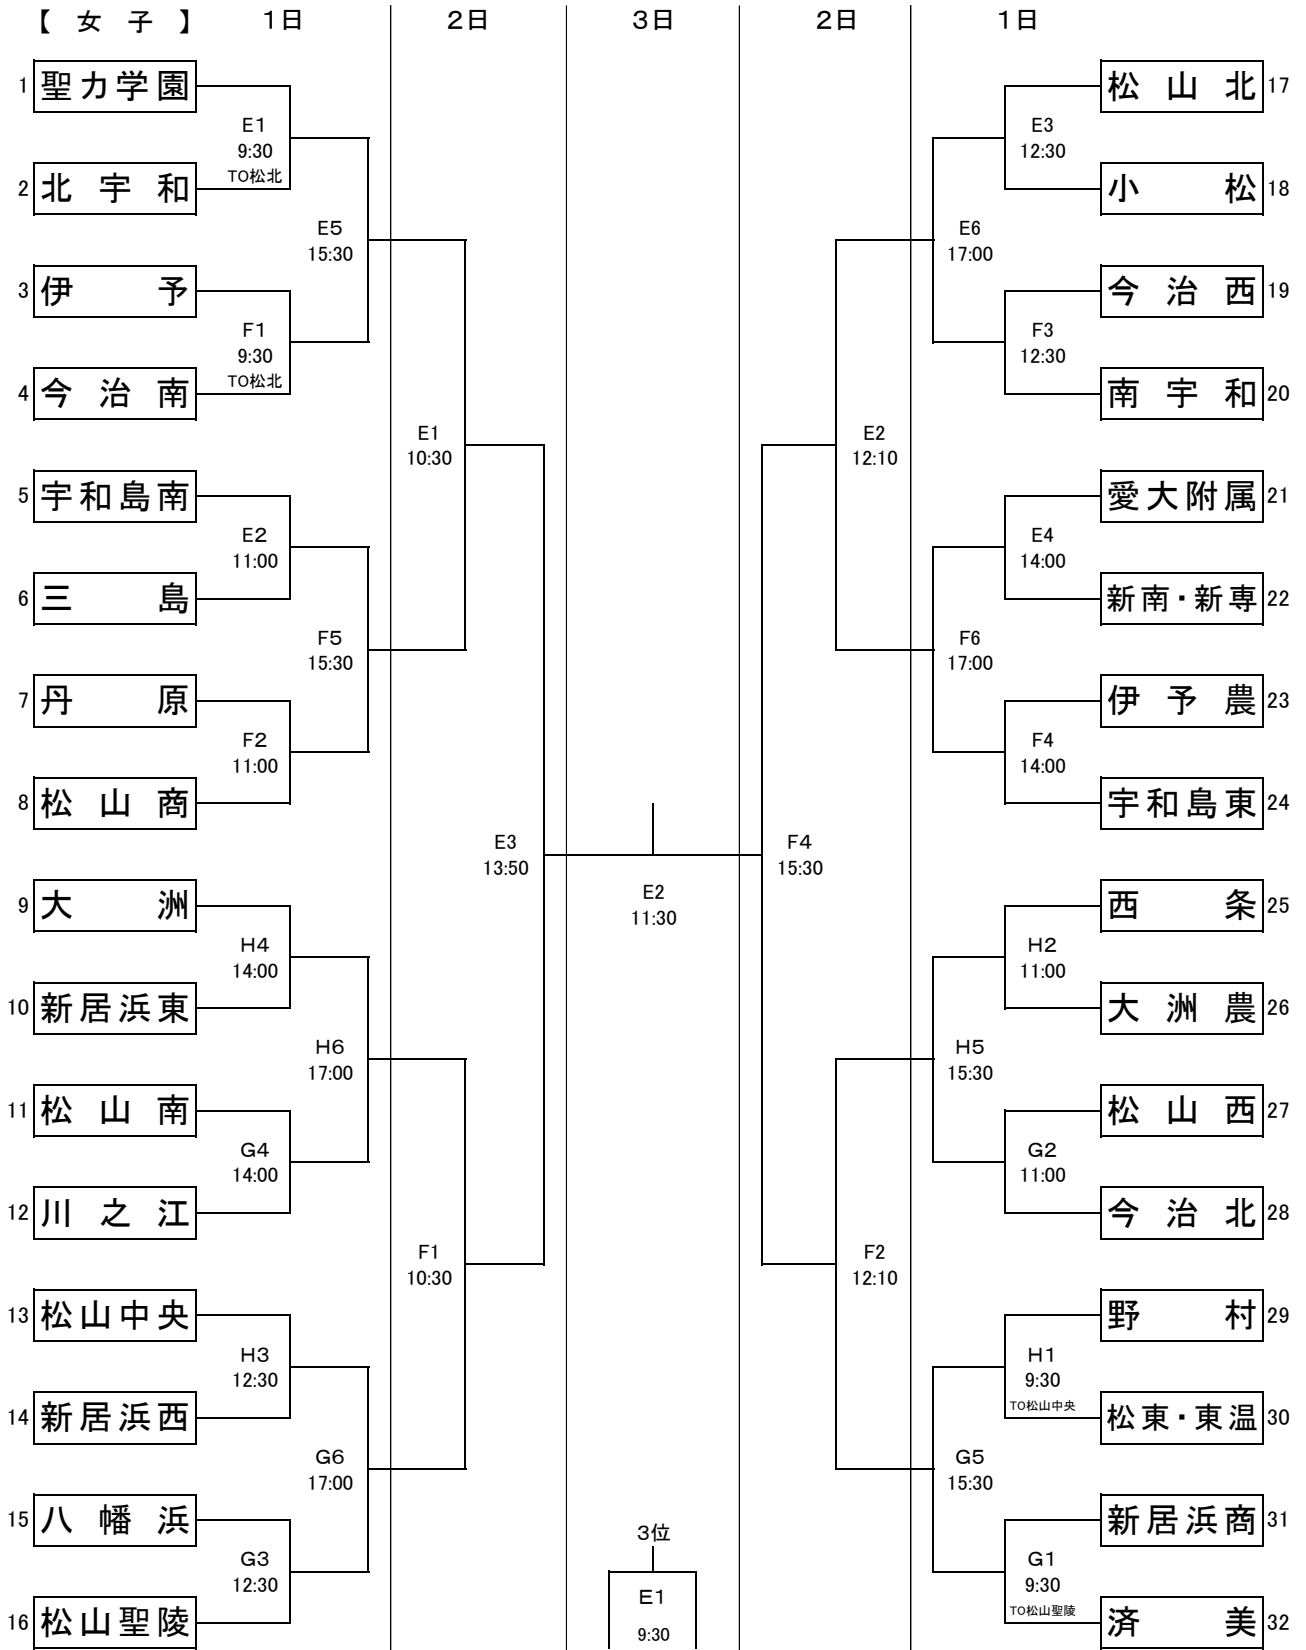 【 女 子 】 1日 2日 3日 2日 1日
1 聖力学園
E1
9:30
TO松北
2 北宇和
E5
15:30
3 伊予
F1
9:30
TO松北
4 今治南
E1
10:30
5 宇和島南
E2
11:00
6 三島
F5
15:30
7 丹原
F2
11:00
8 松山商
E3
13:50
9 大洲
H4
14:00
10 新居浜東
H6
17:00
11 松山南
G4
14:00
12 川之江
F1
10:30
13 松山中央
H3
12:30
14 新居浜西
G6
17:00
15 八幡浜
G3
12:30
16 松山聖陵
E2
11:30
3位
E1
9:30
松山北 17
E3
12:30
小松 18
E6
17:00
今治西 19
F3
12:30
南宇和 20
E2
12:10
愛大附属 21
E4
14:00
新南・新専 22
F6
17:00
伊予農 23
F4
14:00
宇和島東 24
F4
15:30
西条 25
H2
11:00
大洲農 26
H5
15:30
松山西 27
G2
11:00
今治北 28
F2
12:10
野村 29
H1
9:30
TO松山中央
松東・東温 30
G5
15:30
新居浜商 31
G1
9:30
TO松山聖陵
済美 32